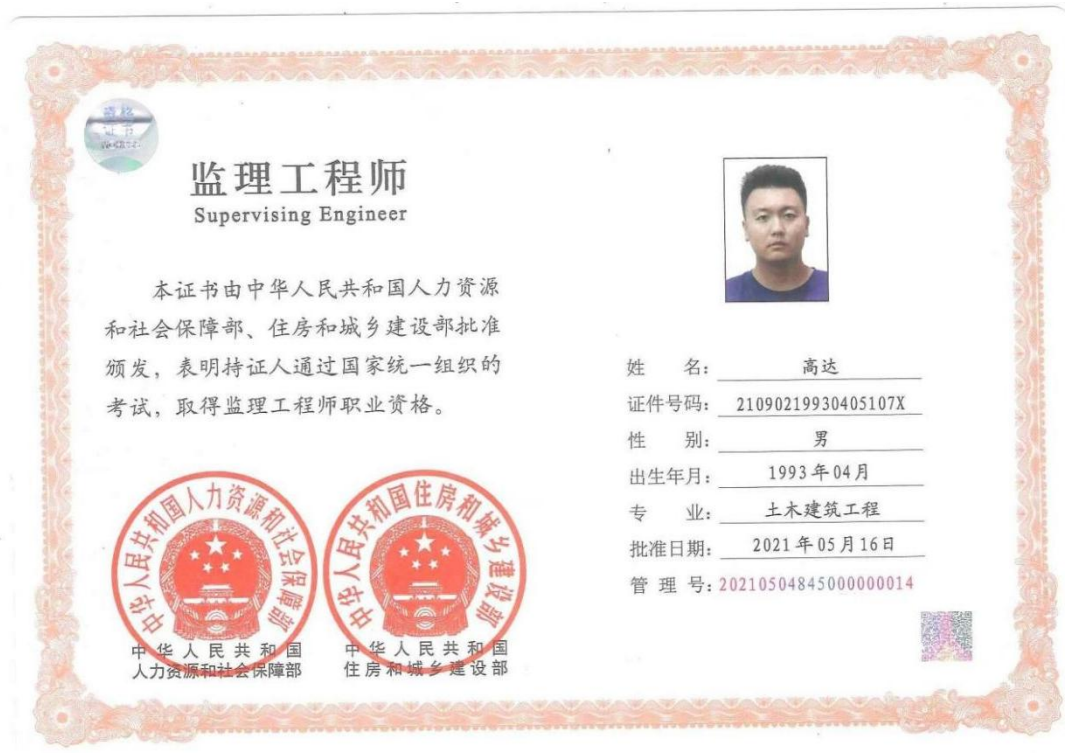 资格
证书
监理工程师
Supervising Engineer
本证书由中华人民共和国人力资源
和社会保障部、住房和城乡建设部批准
颁发，表明持证人通过国家统一组织的
考试，取得监理工程师职业资格。
姓 名：高达
证件号码：21090219930405107X
性 别：男
出生年月：1993年04月
专 业：土木建筑工程
批准日期：2021年05月16日
管 理 号：20210504845000000014
中华人民共和国人力资源和社会保障部
中华人民共和国住房和城乡建设部
中华人民共和国
人力资源和社会保障部
中华人民共和国
住房和城乡建设部